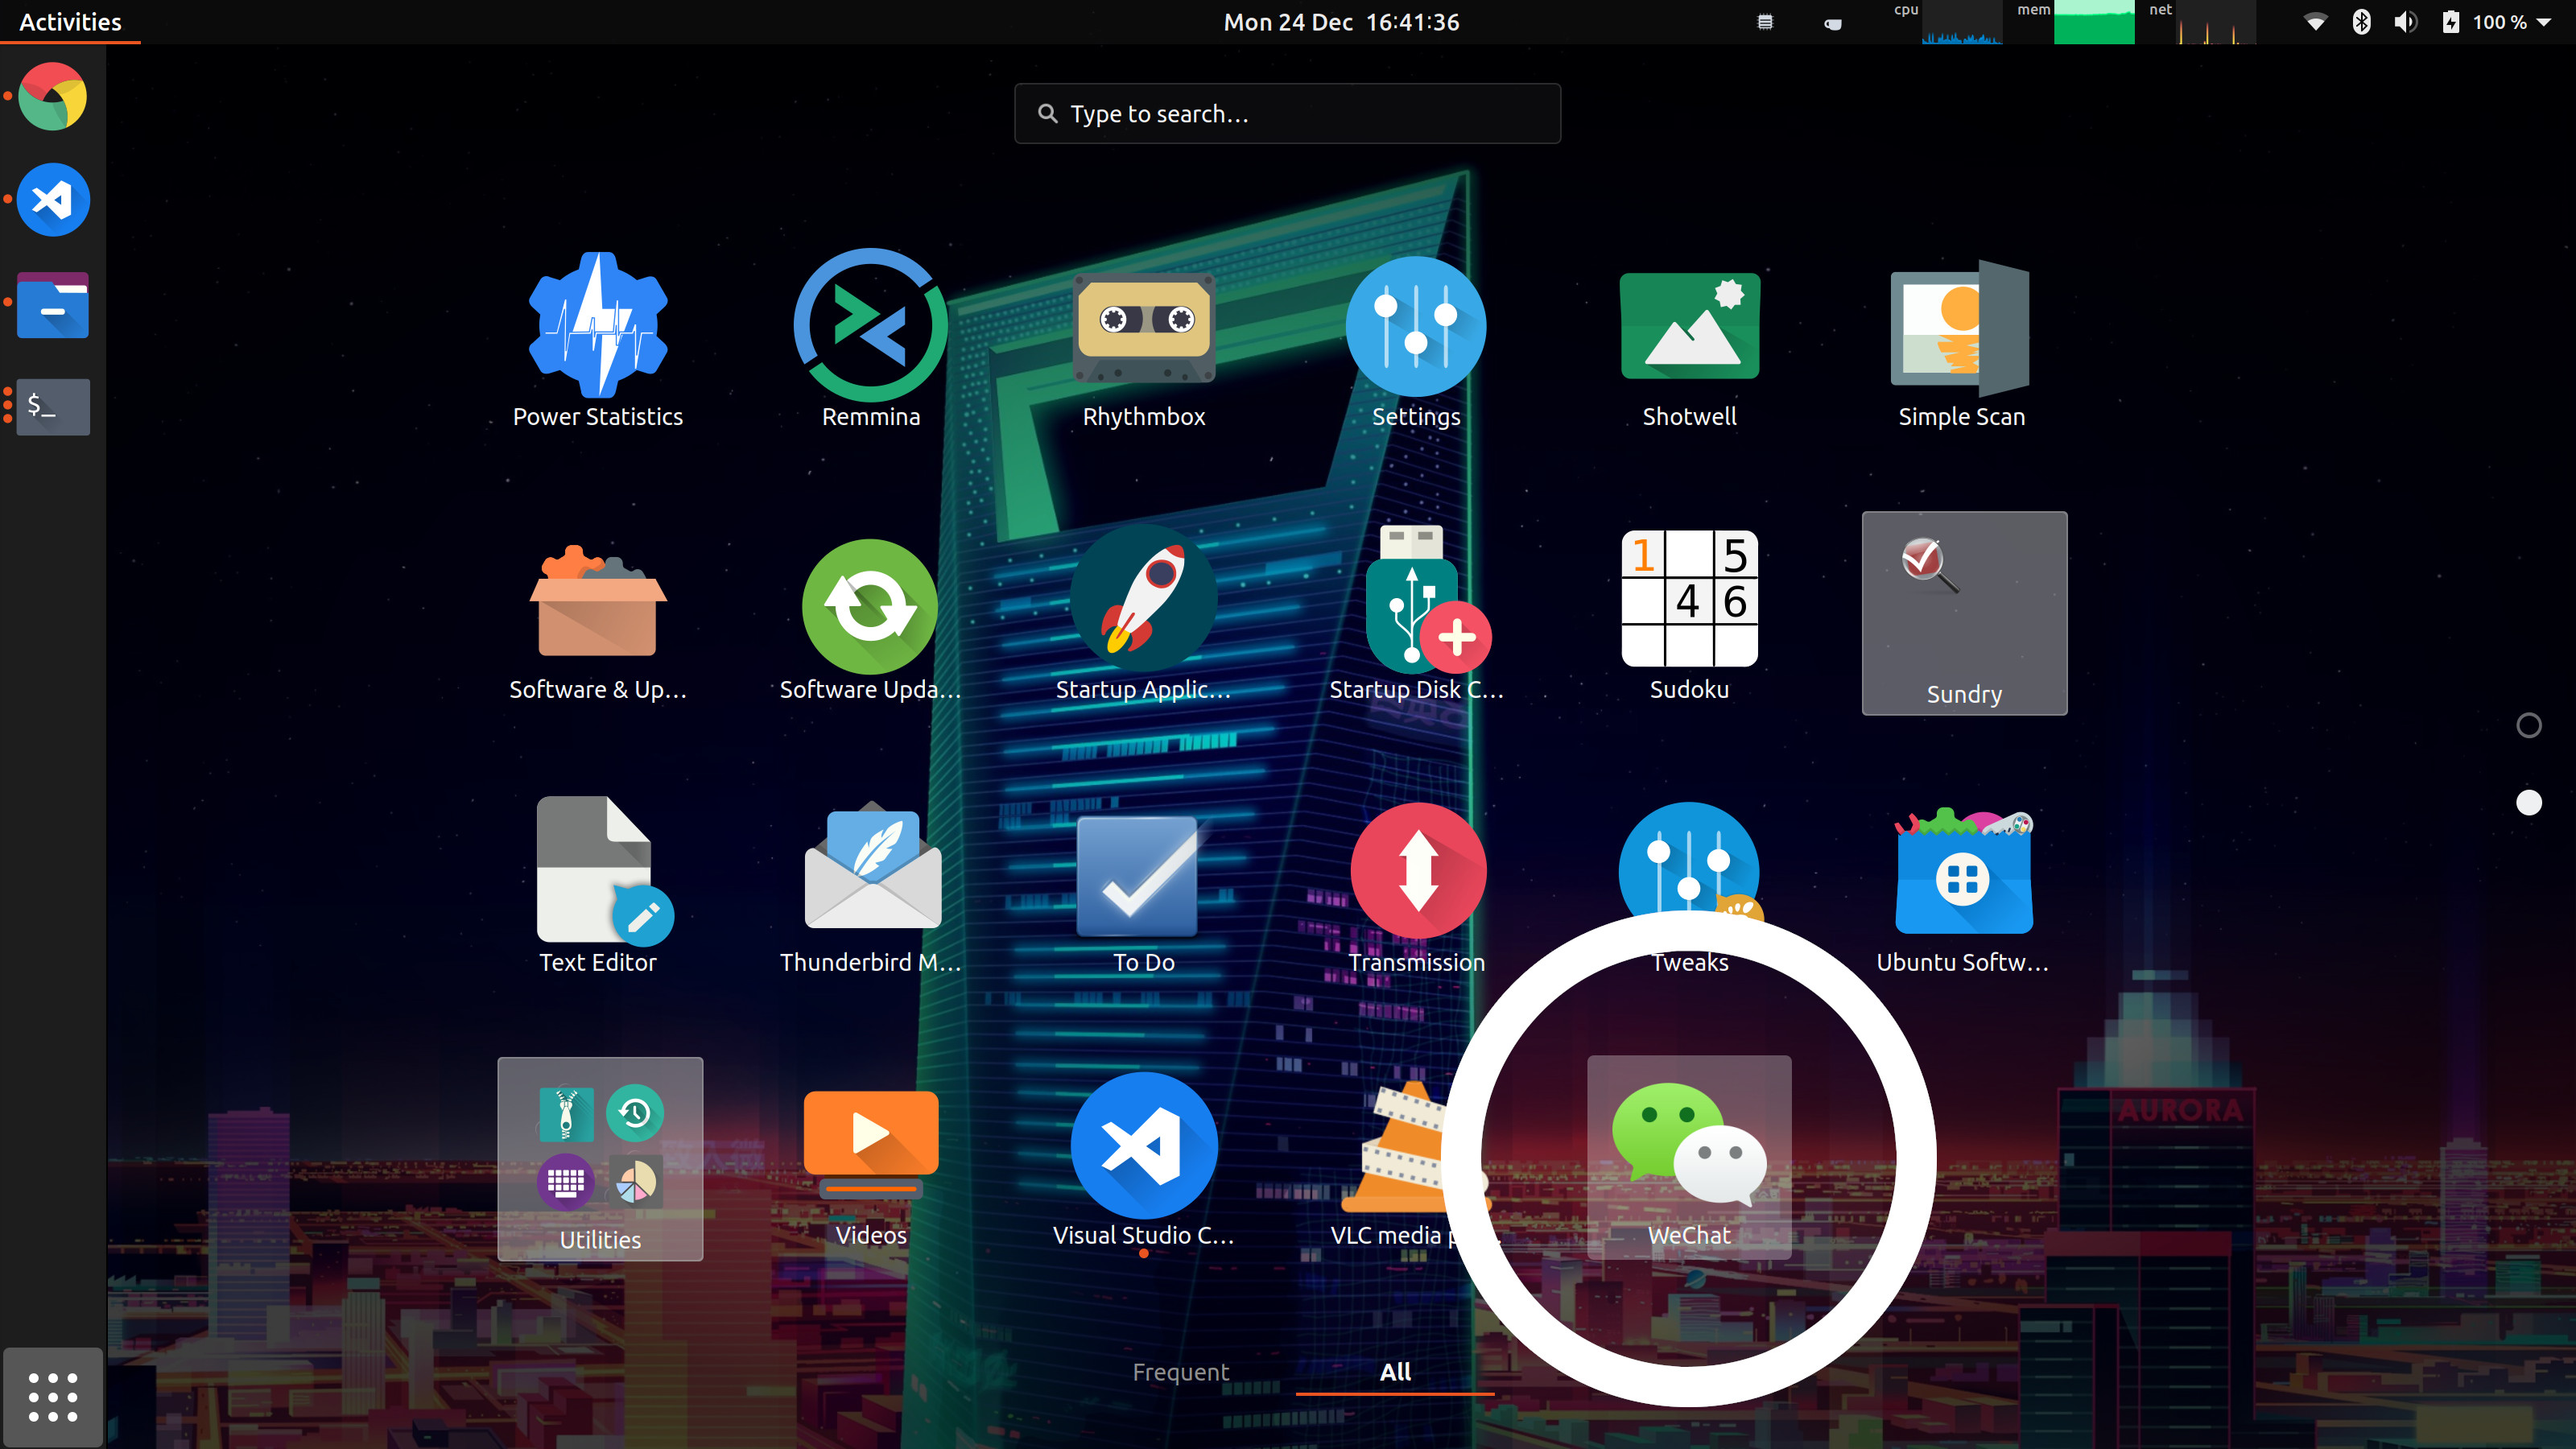 Activities
Mon 24 Dec 16:41:36
cpu
mem
net
100 %
Type to search…
Power Statistics
Remmina
Rhythmbox
Settings
Shotwell
Simple Scan
$_
1 5
4 6
Software & Up…
Software Upda…
Startup Applic…
Startup Disk C…
Sudoku
Sundry
Text Editor
Thunderbird M…
To Do
Transmission
Tweaks
Ubuntu Softw…
AURORA
Utilities
Videos
Visual Studio C…
VLC media
WeChat
Frequent
All